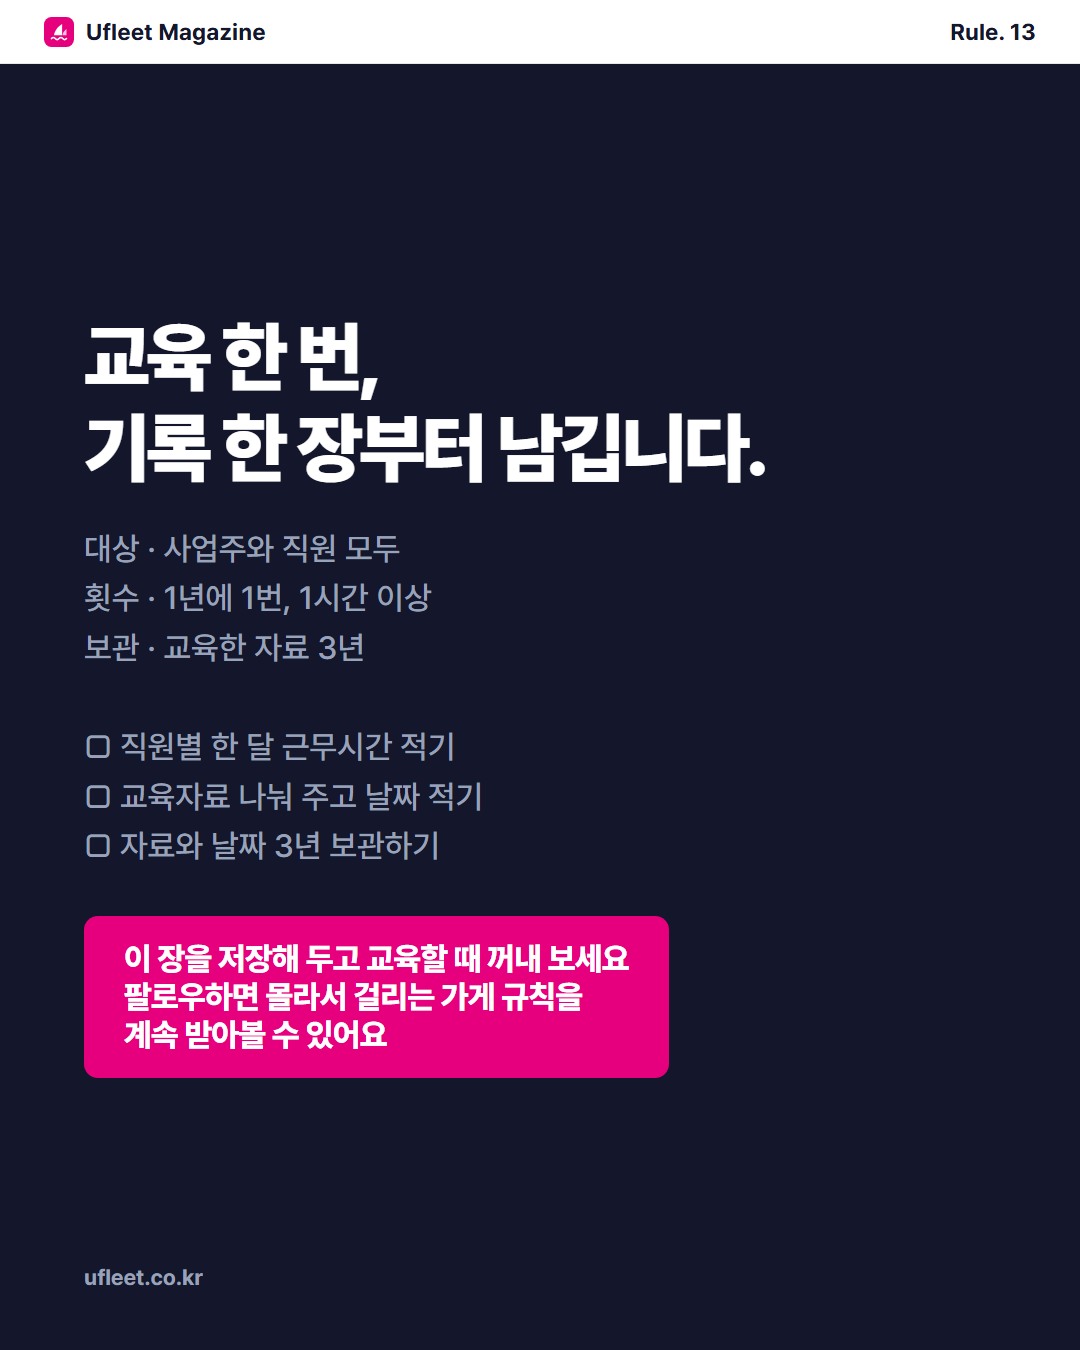 Ufleet Magazine
Rule. 13
교육 한 번,
기록 한 장부터 남깁니다.
대상 · 사업주와 직원 모두
횟수 · 1년에 1번, 1시간 이상
보관 · 교육한 자료 3년
▢ 직원별 한 달 근무시간 적기
▢ 교육자료 나눠 주고 날짜 적기
▢ 자료와 날짜 3년 보관하기
이 장을 저장해 두고 교육할 때 꺼내 보세요
팔로우하면 몰라서 걸리는 가게 규칙을
계속 받아볼 수 있어요
ufleet.co.kr